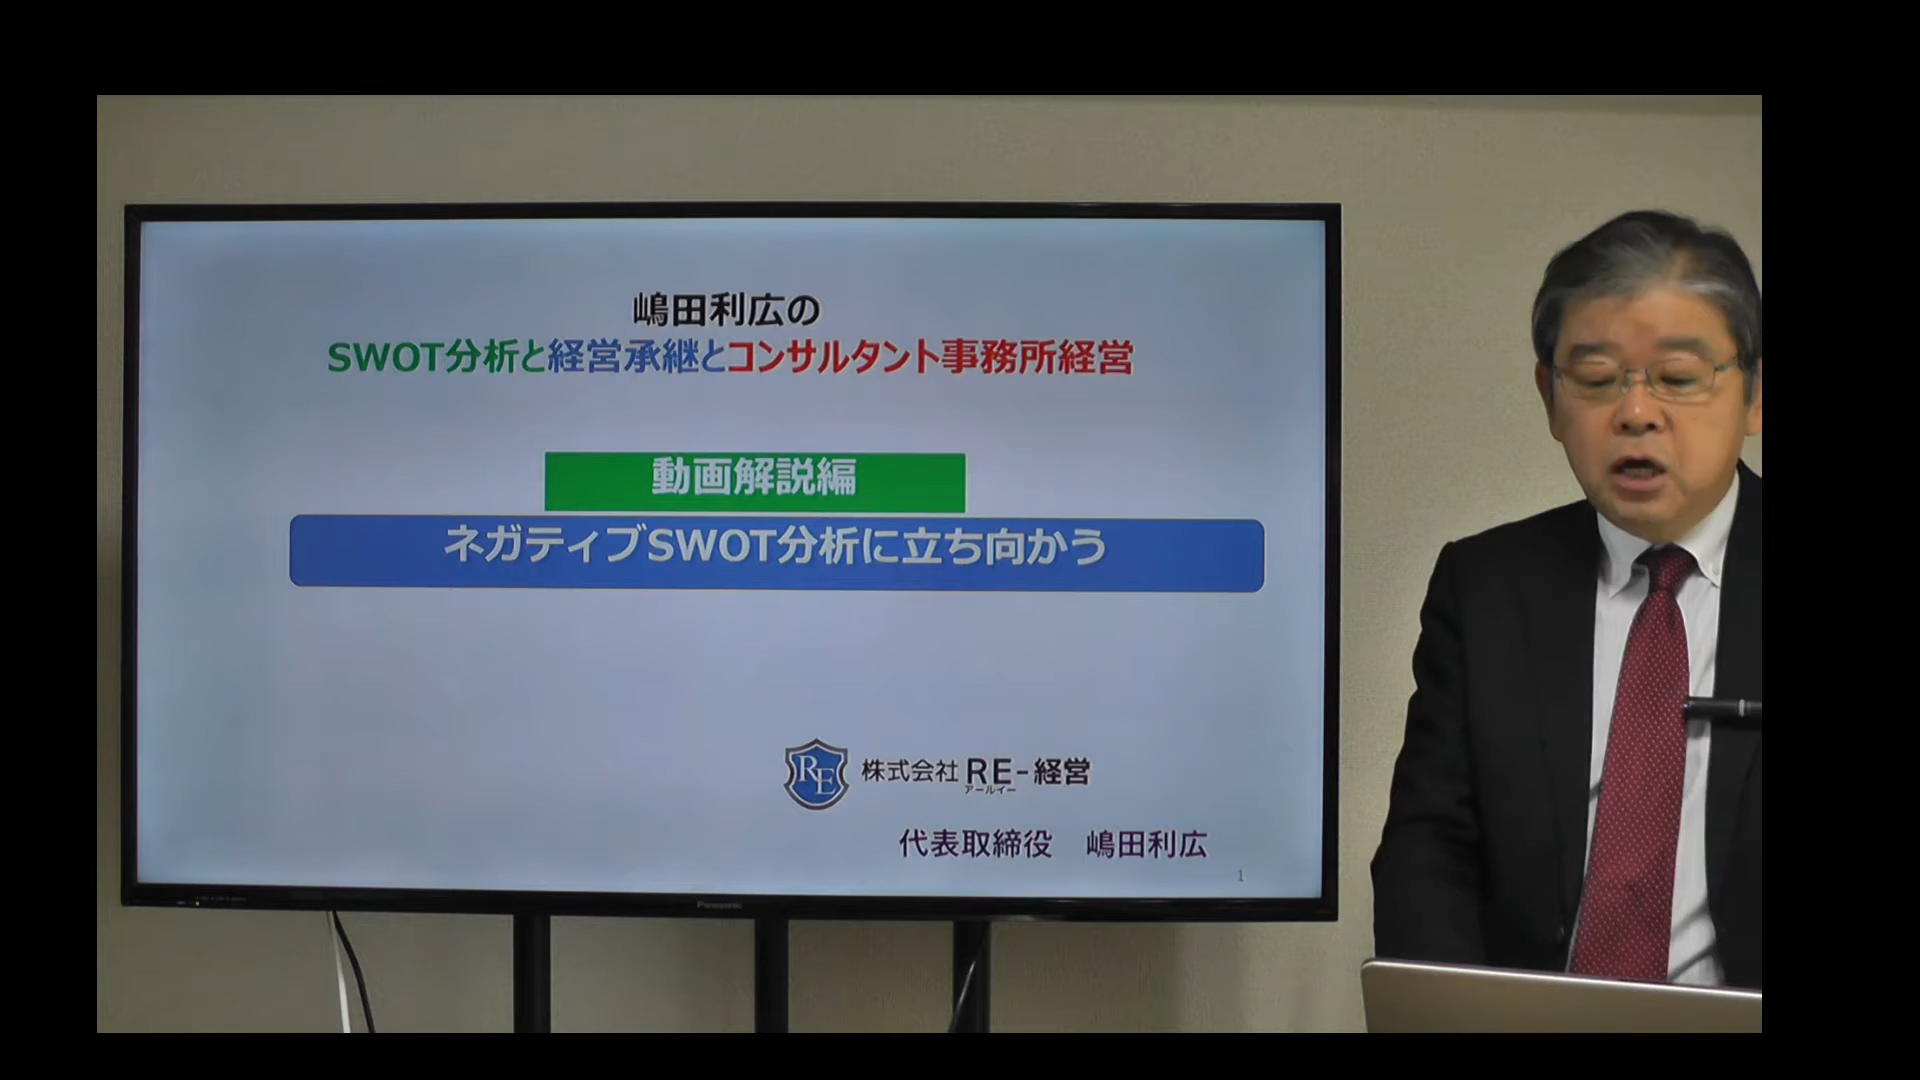 嶋田利広の
SWOT分析と経営承継とコンサルタント事務所経営
動画解説編
ネガティブSWOT分析に立ち向かう
RE 株式会社 RE-経営
アールイー
代表取締役 嶋田利広
1
Panasonic